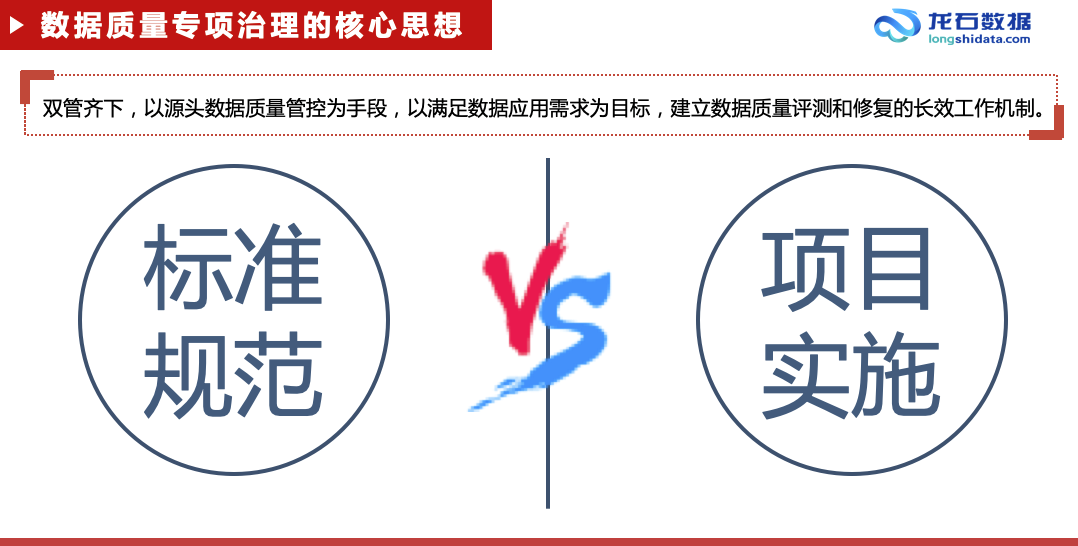 数据质量专项治理的核心思想
龙石数据
longshidata.com
双管齐下，以源头数据质量管控为手段，以满足数据应用需求为目标，建立数据质量评测和修复的长效工作机制。
标准
规范
VS
项目
实施